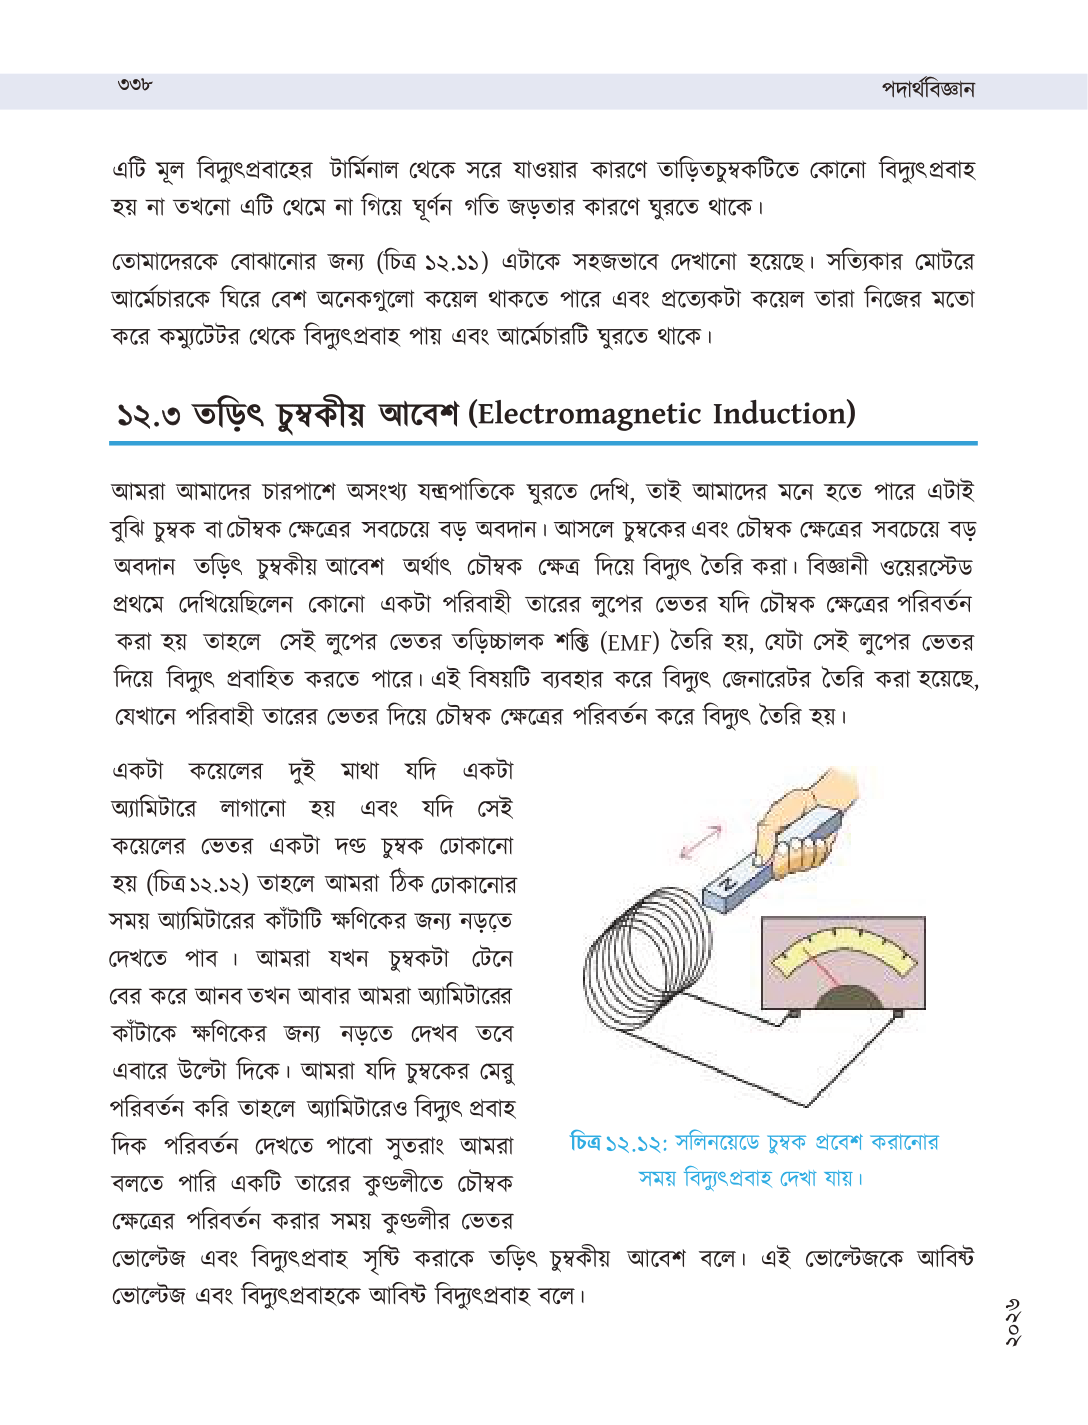 ৩৩৮
পদার্থবিজ্ঞান
এটি মূল বিদ্যুৎপ্রবাহের টার্মিনাল থেকে সরে যাওয়ার কারণে তাড়িতচুম্বকটিতে কোনো বিদ্যুৎপ্রবাহ
হয় না তখনো এটি থেমে না গিয়ে ঘূর্ণন গতি জড়তার কারণে ঘুরতে থাকে।
তোমাদেরকে বোঝানোর জন্য (চিত্র ১২.১১) এটাকে সহজভাবে দেখানো হয়েছে। সত্যিকার মোটরে
আর্মেচারকে ঘিরে বেশ অনেকগুলো কয়েল থাকতে পারে এবং প্রত্যেকটা কয়েল তারা নিজের মতো
করে কম্যুটেটর থেকে বিদ্যুৎপ্রবাহ পায় এবং আর্মেচারটি ঘুরতে থাকে।
১২.৩ তড়িৎ চুম্বকীয় আবেশ (Electromagnetic Induction)
আমরা আমাদের চারপাশে অসংখ্য যন্ত্রপাতিকে ঘুরতে দেখি, তাই আমাদের মনে হতে পারে এটাই
বুঝি চুম্বক বা চৌম্বক ক্ষেত্রের সবচেয়ে বড় অবদান। আসলে চুম্বকের এবং চৌম্বক ক্ষেত্রের সবচেয়ে বড়
অবদান তড়িৎ চুম্বকীয় আবেশ অর্থাৎ চৌম্বক ক্ষেত্র দিয়ে বিদ্যুৎ তৈরি করা। বিজ্ঞানী ওয়েরস্টেড
প্রথমে দেখিয়েছিলেন কোনো একটা পরিবাহী তারের লুপের ভেতর যদি চৌম্বক ক্ষেত্রের পরিবর্তন
করা হয় তাহলে সেই লুপের ভেতর তড়িচ্চালক শক্তি (EMF) তৈরি হয়, যেটা সেই লুপের ভেতর
দিয়ে বিদ্যুৎ প্রবাহিত করতে পারে। এই বিষয়টি ব্যবহার করে বিদ্যুৎ জেনারেটর তৈরি করা হয়েছে,
যেখানে পরিবাহী তারের ভেতর দিয়ে চৌম্বক ক্ষেত্রের পরিবর্তন করে বিদ্যুৎ তৈরি হয়।
একটা কয়েলের দুই মাথা যদি একটা
অ্যামিটারে লাগানো হয় এবং যদি সেই
কয়েলের ভেতর একটা দণ্ড চুম্বক ঢোকানো
হয় (চিত্র ১২.১২) তাহলে আমরা ঠিক ঢোকানোর
সময় আ্যমিটারের কাঁটাটি ক্ষণিকের জন্য নড়তে
দেখতে পাব । আমরা যখন চুম্বকটা টেনে
বের করে আনব তখন আবার আমরা অ্যামিটারের
কাঁটাকে ক্ষণিকের জন্য নড়তে দেখব তবে
এবারে উল্টো দিকে। আমরা যদি চুম্বকের মেরু
পরিবর্তন করি তাহলে অ্যামিটারেও বিদ্যুৎ প্রবাহ
দিক পরিবর্তন দেখতে পাবো সুতরাং আমরা
বলতে পারি একটি তারের কুণ্ডলীতে চৌম্বক
ক্ষেত্রের পরিবর্তন করার সময় কুণ্ডলীর ভেতর
ভোল্টেজ এবং বিদ্যুৎপ্রবাহ সৃষ্টি করাকে তড়িৎ চুম্বকীয় আবেশ বলে। এই ভোল্টেজকে আবিষ্ট
ভোল্টেজ এবং বিদ্যুৎপ্রবাহকে আবিষ্ট বিদ্যুৎপ্রবাহ বলে।
N
চিত্র ১২.১২: সলিনয়েডে চুম্বক প্রবেশ করানোর
সময় বিদ্যুৎপ্রবাহ দেখা যায়।
২০২৬